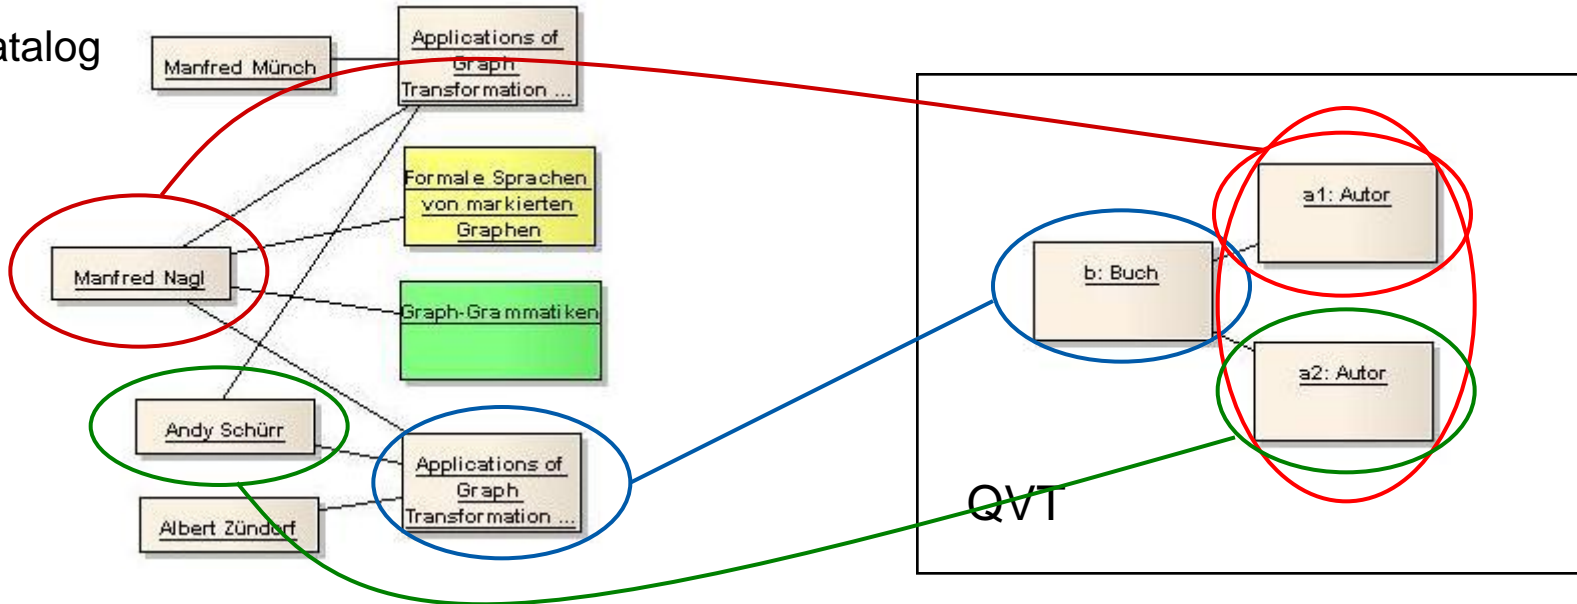 atalog
Manfred Münch
Applications of
Graph
Transformation ...
Formale Sprachen
von markierten
Graphen
Manfred Nagl
Graph-Grammatiken
Andy Schürr
Applications of
Graph
Transformation ...
Albert Zündorf
a1: Autor
b: Buch
a2: Autor
QVT